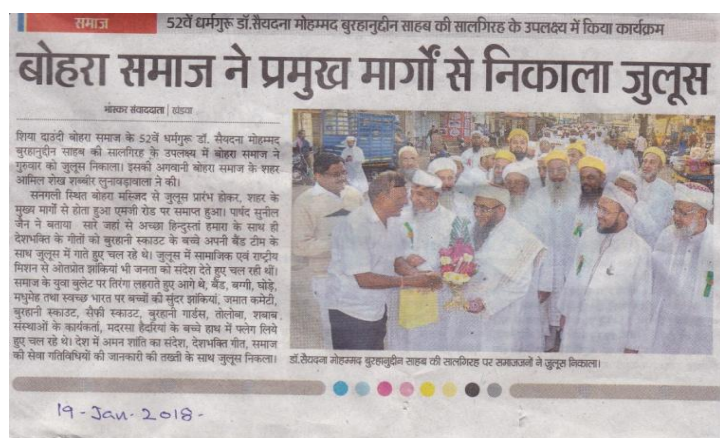 समाज
52वें धर्मगुरू डॉ.सैयदना मोहम्मद बुरहानुद्दीन साहब की सालगिरह के उपलक्ष्य में किया कार्यक्रम
बोहरा समाज ने प्रमुख मार्गों से निकाला जुलूस
भास्कर संवाददाता | खंडवा
शिया दाउदी बोहरा समाज के 52वें धर्मगुरू डॉ. सैयदना मोहम्मद
बुरहानुद्दीन साहब की सालगिरह के उपलक्ष्य में बोहरा समाज ने
गुरुवार को जुलूस निकाला। इसकी अगवानी बोहरा समाज के शहर
आमिल शेख शब्बीर लुनावड़ावाला ने की।
सनगली स्थित बोहरा मस्जिद से जुलूस प्रारंभ होकर, शहर के
मुख्य मार्गों से होता हुआ एमजी रोड पर समाप्त हुआ। पार्षद सुनील
जैन ने बताया सारे जहां से अच्छा हिन्दुस्तां हमारा के साथ ही
देशभक्ति के गीतों को बुरहानी स्काउट के बच्चे अपनी बैंड टीम के
साथ जुलूस में गाते हुए चल रहे थे। जुलूस में सामाजिक एवं राष्ट्रीय
मिशन से ओतप्रोत झांकियां भी जनता को संदेश देते हुए चल रही थीं।
समाज के युवा बुलेट पर तिरंगा लहराते हुए आगे थे, बैंड, बग्गी, घोड़े,
मधुमेह तथा स्वच्छ भारत पर बच्चों की सुंदर झांकियां, जमात कमेटी,
बुरहानी स्काउट, सैफी स्काउट, बुरहानी गार्डस, तोलोबा, शबाब
संस्थाओं के कार्यकर्ता, मदरसा हैदरियां के बच्चे हाथ में फ्लेग लिये
हुए चल रहे थे। देश में अमन शांति का संदेश, देशभक्ति गीत, समाज
की सेवा गतिविधियों की जानकारी की तख्ती के साथ जुलूस निकला।
डॉ.सैयदना मोहम्मद बुरहानुद्दीन साहब की सालगिरह पर समाजजनों ने जुलूस निकाला।
19-Jan-2018-